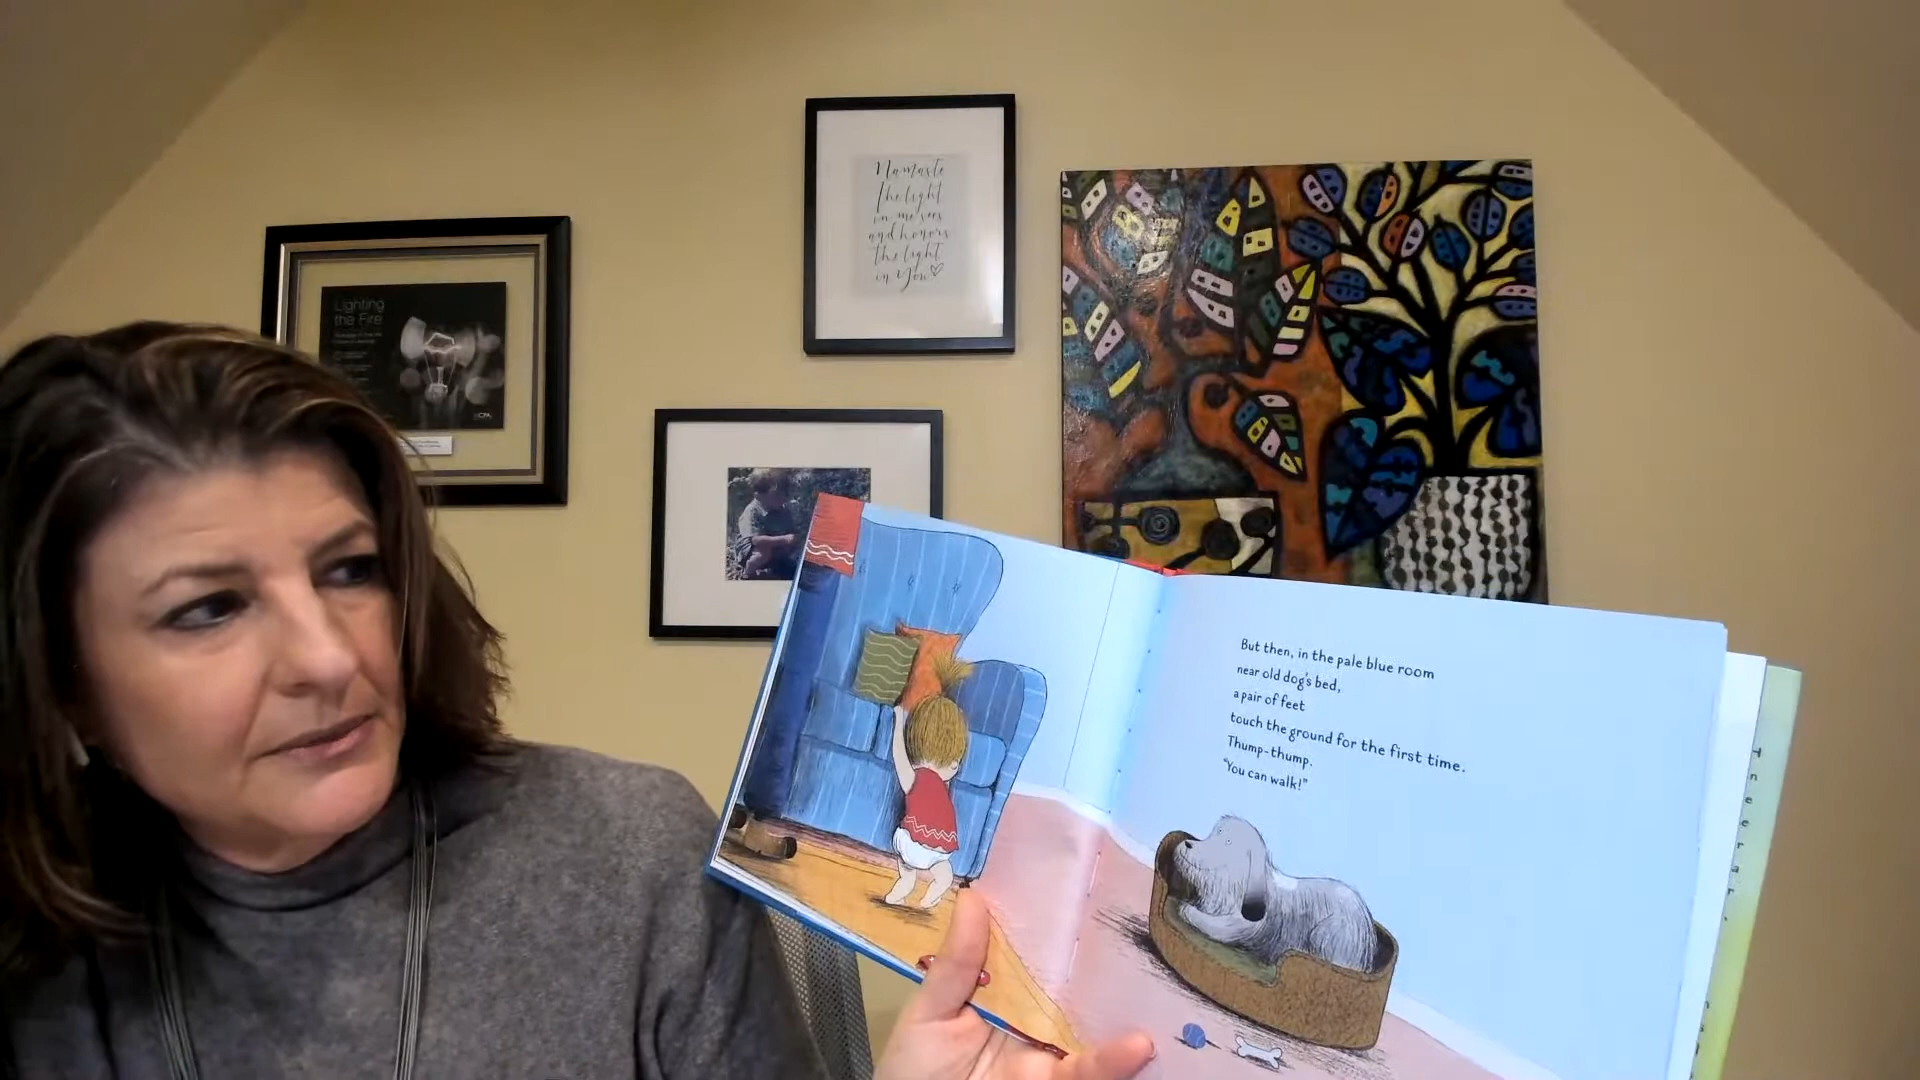 Namaste
the light
in me sees
and honors
the light
in You
Lighting
the Fire
CPA
But then, in the pale blue room
near old dog's bed,
a pair of feet
touch the ground for the first time.
Thump-thump.
"You can walk!"